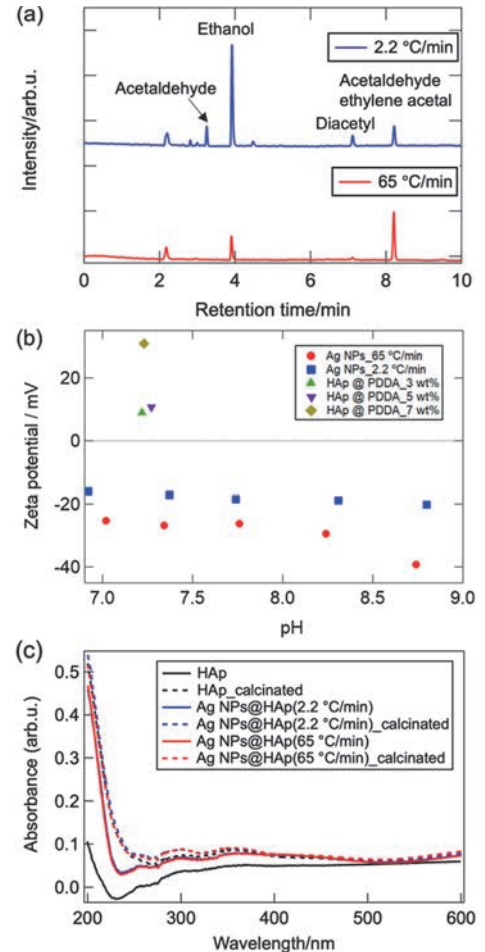 (a)
Ethanol
2.2 °C/min
Acetaldehyde
Acetaldehyde
ethylene acetal
Diacetyl
65 °C/min
Intensity/arb.u.
0 2 4 6 8 10
Retention time/min
(b)
Ag NPs_65 °C/min
Ag NPs_2.2 °C/min
HAp @ PDDA_3 wt%
HAp @ PDDA_5 wt%
HAp @ PDDA_7 wt%
Zeta potential / mV
20
0
-20
-40
7.0 7.5 8.0 8.5 9.0
pH
(c)
HAp
HAp_calcinated
Ag NPs@HAp(2.2 °C/min)
Ag NPs@HAp(2.2 °C/min)_calcinated
Ag NPs@HAp(65 °C/min)
Ag NPs@HAp(65 °C/min)_calcinated
Absorbance (arb.u.)
0.5
0.4
0.3
0.2
0.1
0.0
200 300 400 500 600
Wavelength/nm